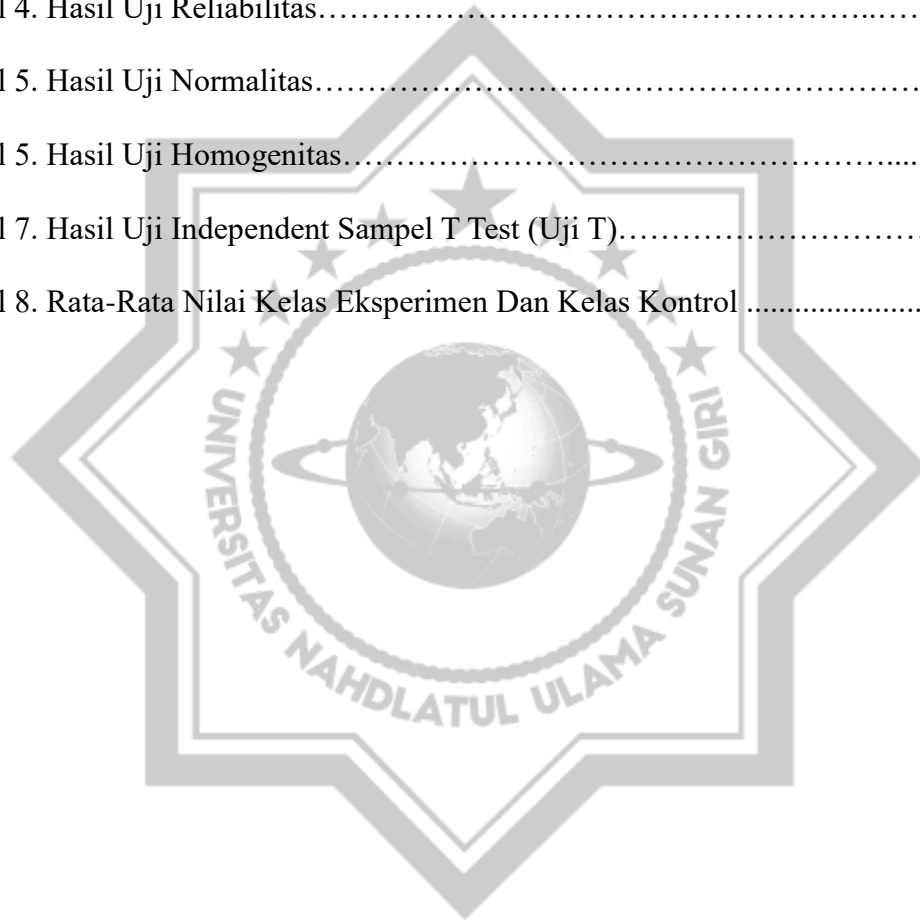 l 4. Hasil Uji Reliabilitas…………………………………………………..……
l 5. Hasil Uji Normalitas……………………………………………………………
l 5. Hasil Uji Homogenitas……………………………………………………....
l 7. Hasil Uji Independent Sampel T Test (Uji T)……………………………
l 8. Rata-Rata Nilai Kelas Eksperimen Dan Kelas Kontrol ......................
UNIVERSITAS NAHDLATUL ULAMA SUNAN GIRI